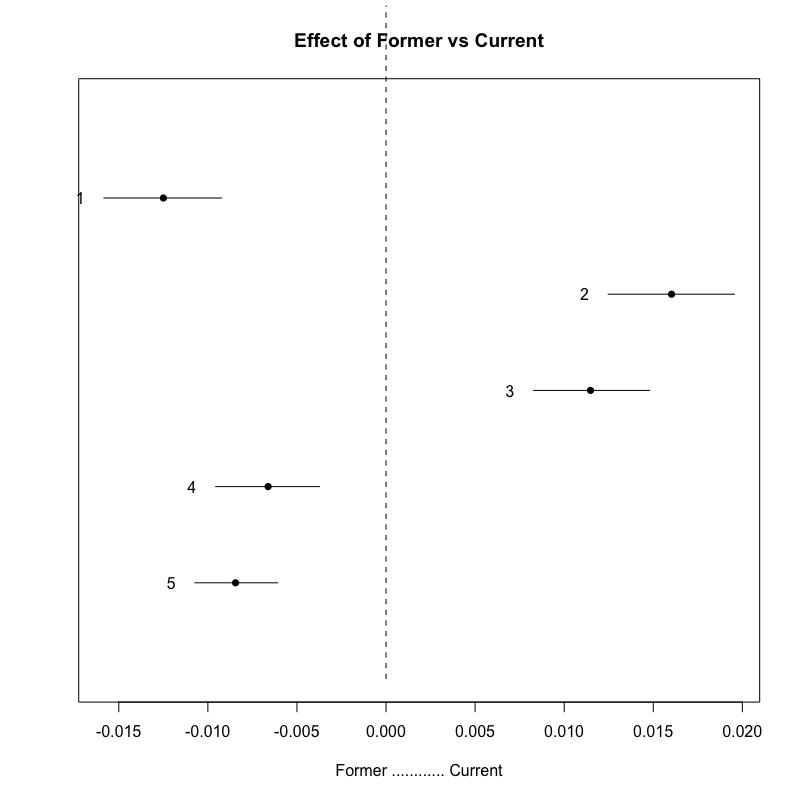 Effect of Former vs Current
1
2
3
4
5
-0.015 -0.010 -0.005 0.000 0.005 0.010 0.015 0.020
Former ............ Current